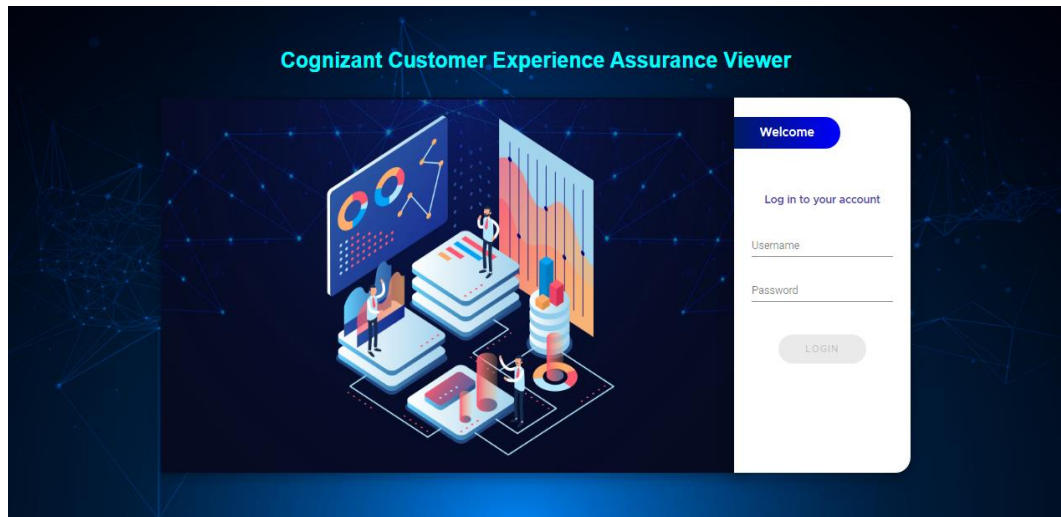 Cognizant Customer Experience Assurance Viewer
Welcome
Log in to your account
Username
Password
LOGIN